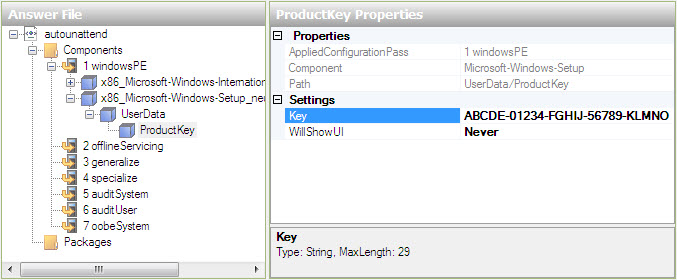 Answer File
autounattend
Components
1 windowsPE
x86_Microsoft-Windows-Internation
x86_Microsoft-Windows-Setup_neu
UserData
ProductKey
2 offlineServicing
3 generalize
4 specialize
5 auditSystem
6 auditUser
7 oobeSystem
Packages
ProductKey Properties
Properties
AppliedConfigurationPass 1 windowsPE
Component Microsoft-Windows-Setup
Path UserData/ProductKey
Settings
Key ABCDE-01234-FGHIJ-56789-KLMNO
WillShowUI Never
Key
Type: String, MaxLength: 29